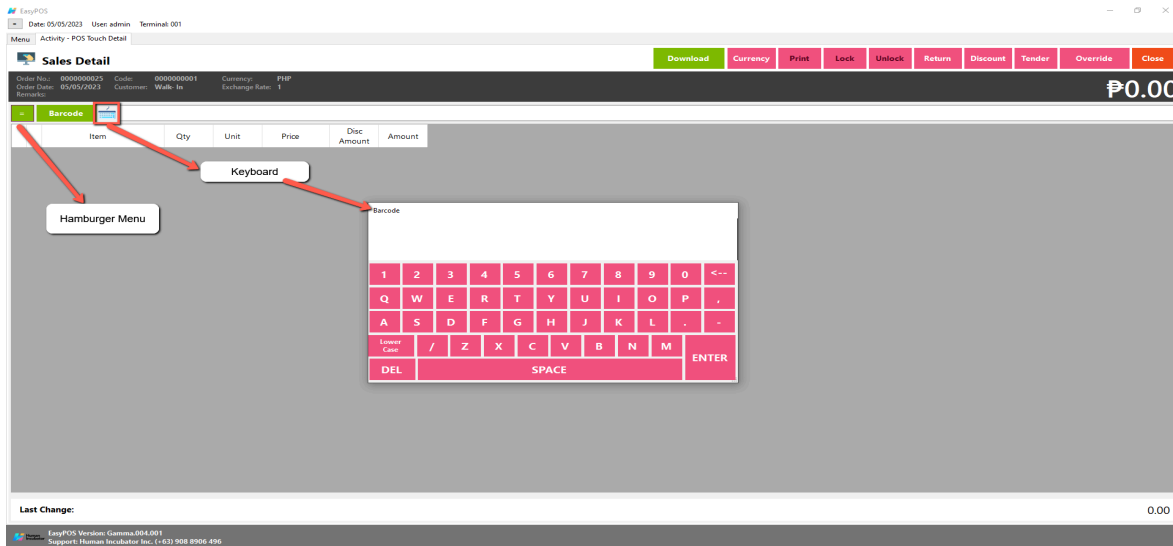 EasyPOS
Date: 05/05/2023 User: admin Terminal: 001
Menu Activity - POS Touch Detail
Sales Detail Download Currency Print Lock Unlock Return Discount Tender Override Close
Order No.: 0000000025 Code: 0000000001 Currency: PHP
Order Date: 05/05/2023 Customer: Walk- In Exchange Rate: 1
Remarks:
₱0.00
= Barcode
Item Qty Unit Price Disc Amount Amount
Keyboard
Hamburger Menu
Barcode
1 2 3 4 5 6 7 8 9 0 <--
Q W E R T Y U I O P ,
A S D F G H J K L . -
Lower Case / Z X C V B N M ENTER
DEL SPACE
Last Change: 0.00
EasyPOS Version: Gamma.004.001
Human Incubator Support: Human Incubator Inc. (+63) 908 8906 496